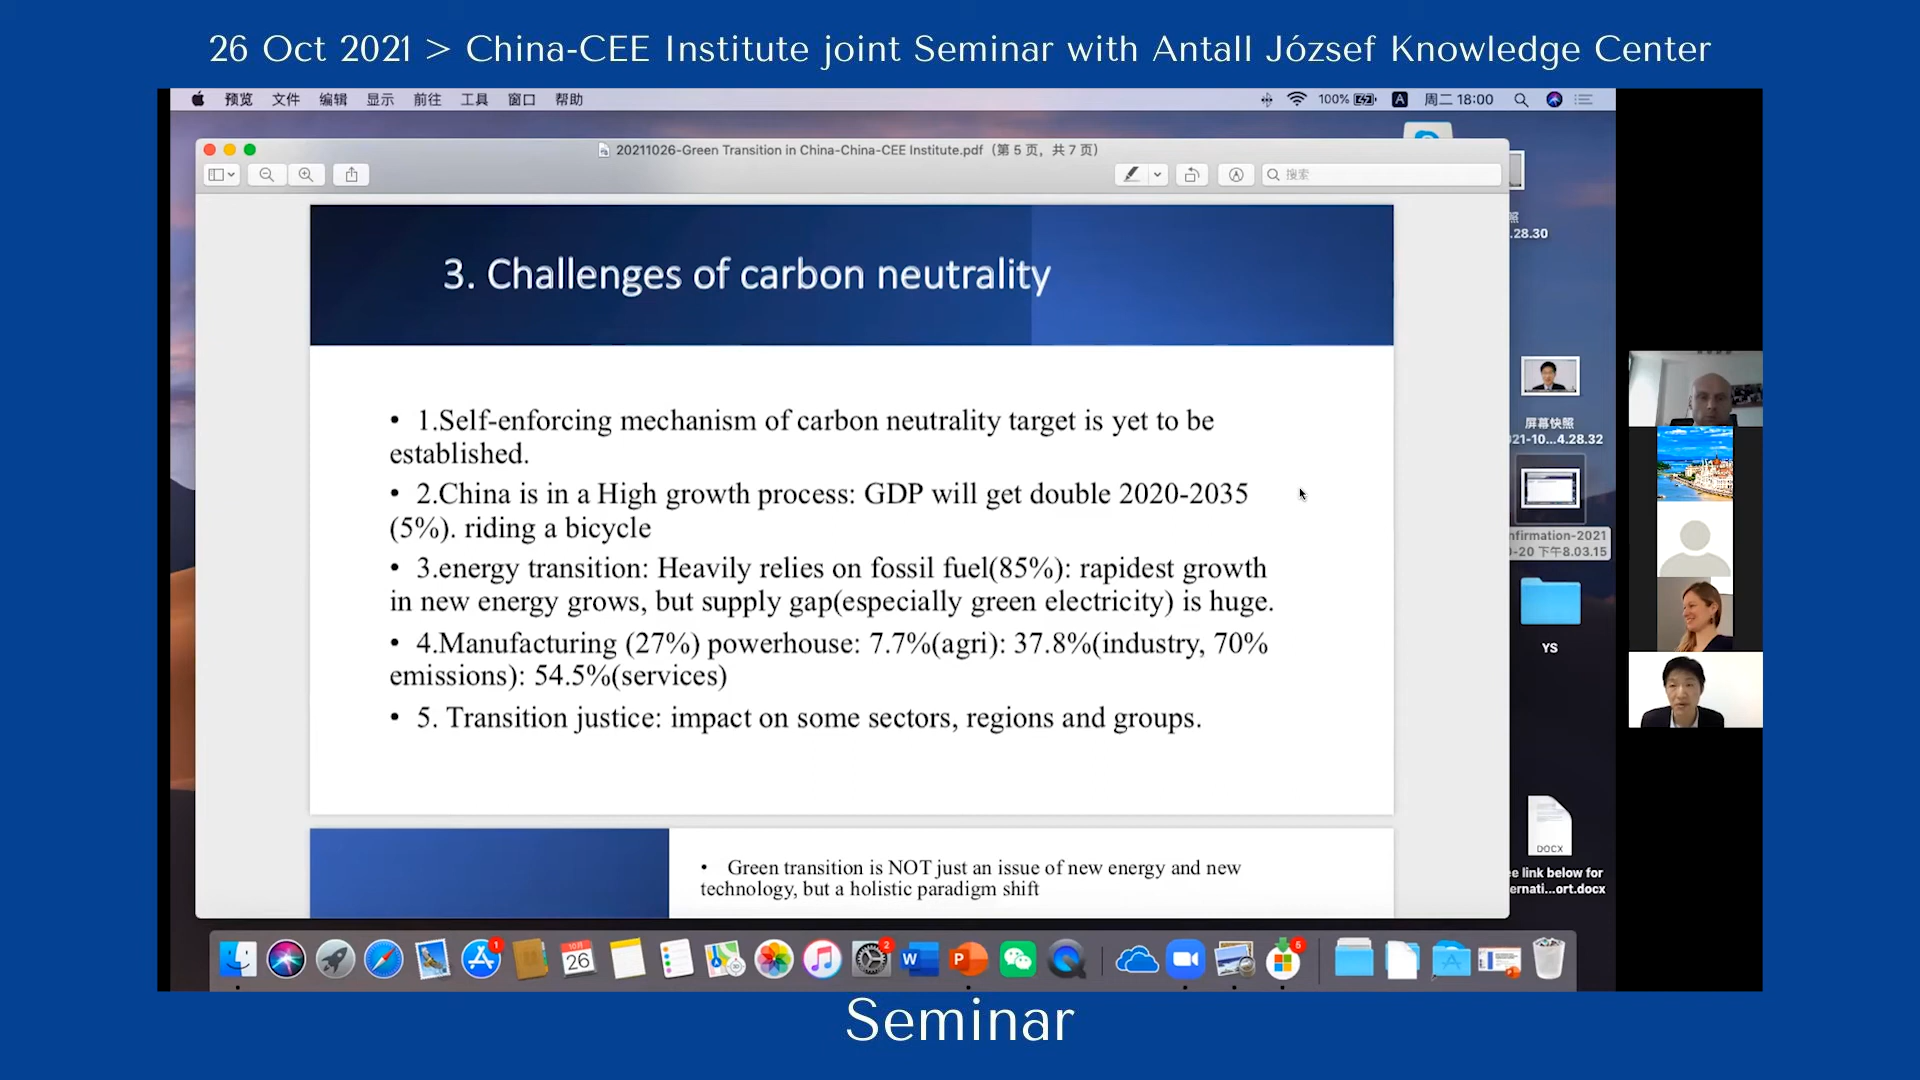 26 Oct 2021 > China-CEE Institute joint Seminar with Antall József Knowledge Center
预览 文件 编辑 显示 前往 工具 窗口 帮助 100% A 周二 18:00
20211026-Green Transition in China-China-CEE Institute.pdf（第 5 页，共 7 页）
搜索
3. Challenges of carbon neutrality
• 1.Self-enforcing mechanism of carbon neutrality target is yet to be
established.
• 2.China is in a High growth process: GDP will get double 2020-2035
(5%). riding a bicycle
• 3.energy transition: Heavily relies on fossil fuel(85%): rapidest growth
in new energy grows, but supply gap(especially green electricity) is huge.
• 4.Manufacturing (27%) powerhouse: 7.7%(agri): 37.8%(industry, 70%
emissions): 54.5%(services)
• 5. Transition justice: impact on some sectors, regions and groups.
• Green transition is NOT just an issue of new energy and new
technology, but a holistic paradigm shift
照
.28.30
屏幕快照
21-10...4.28.32
nfirmation-2021
0-20 下午8.03.15
YS
DOCX
e link below for
ernati...ort.docx
1
10月
26
2
W
P
5
Seminar